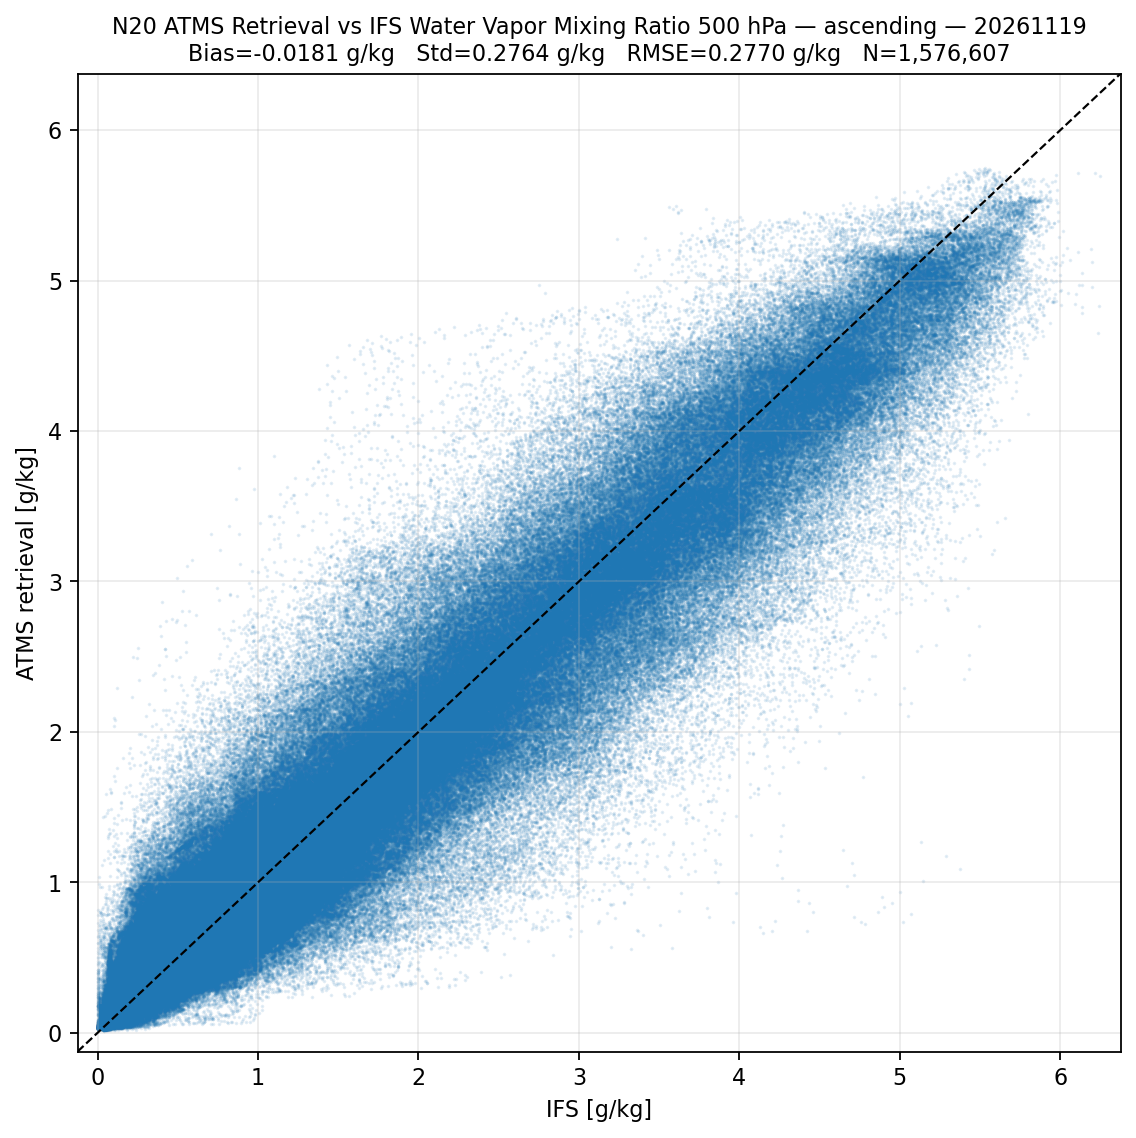 N20 ATMS Retrieval vs IFS Water Vapor Mixing Ratio 500 hPa — ascending — 20261119
Bias=-0.0181 g/kg   Std=0.2764 g/kg   RMSE=0.2770 g/kg   N=1,576,607
6
5
4
3
2
1
0
ATMS retrieval [g/kg]
0 1 2 3 4 5 6
IFS [g/kg]